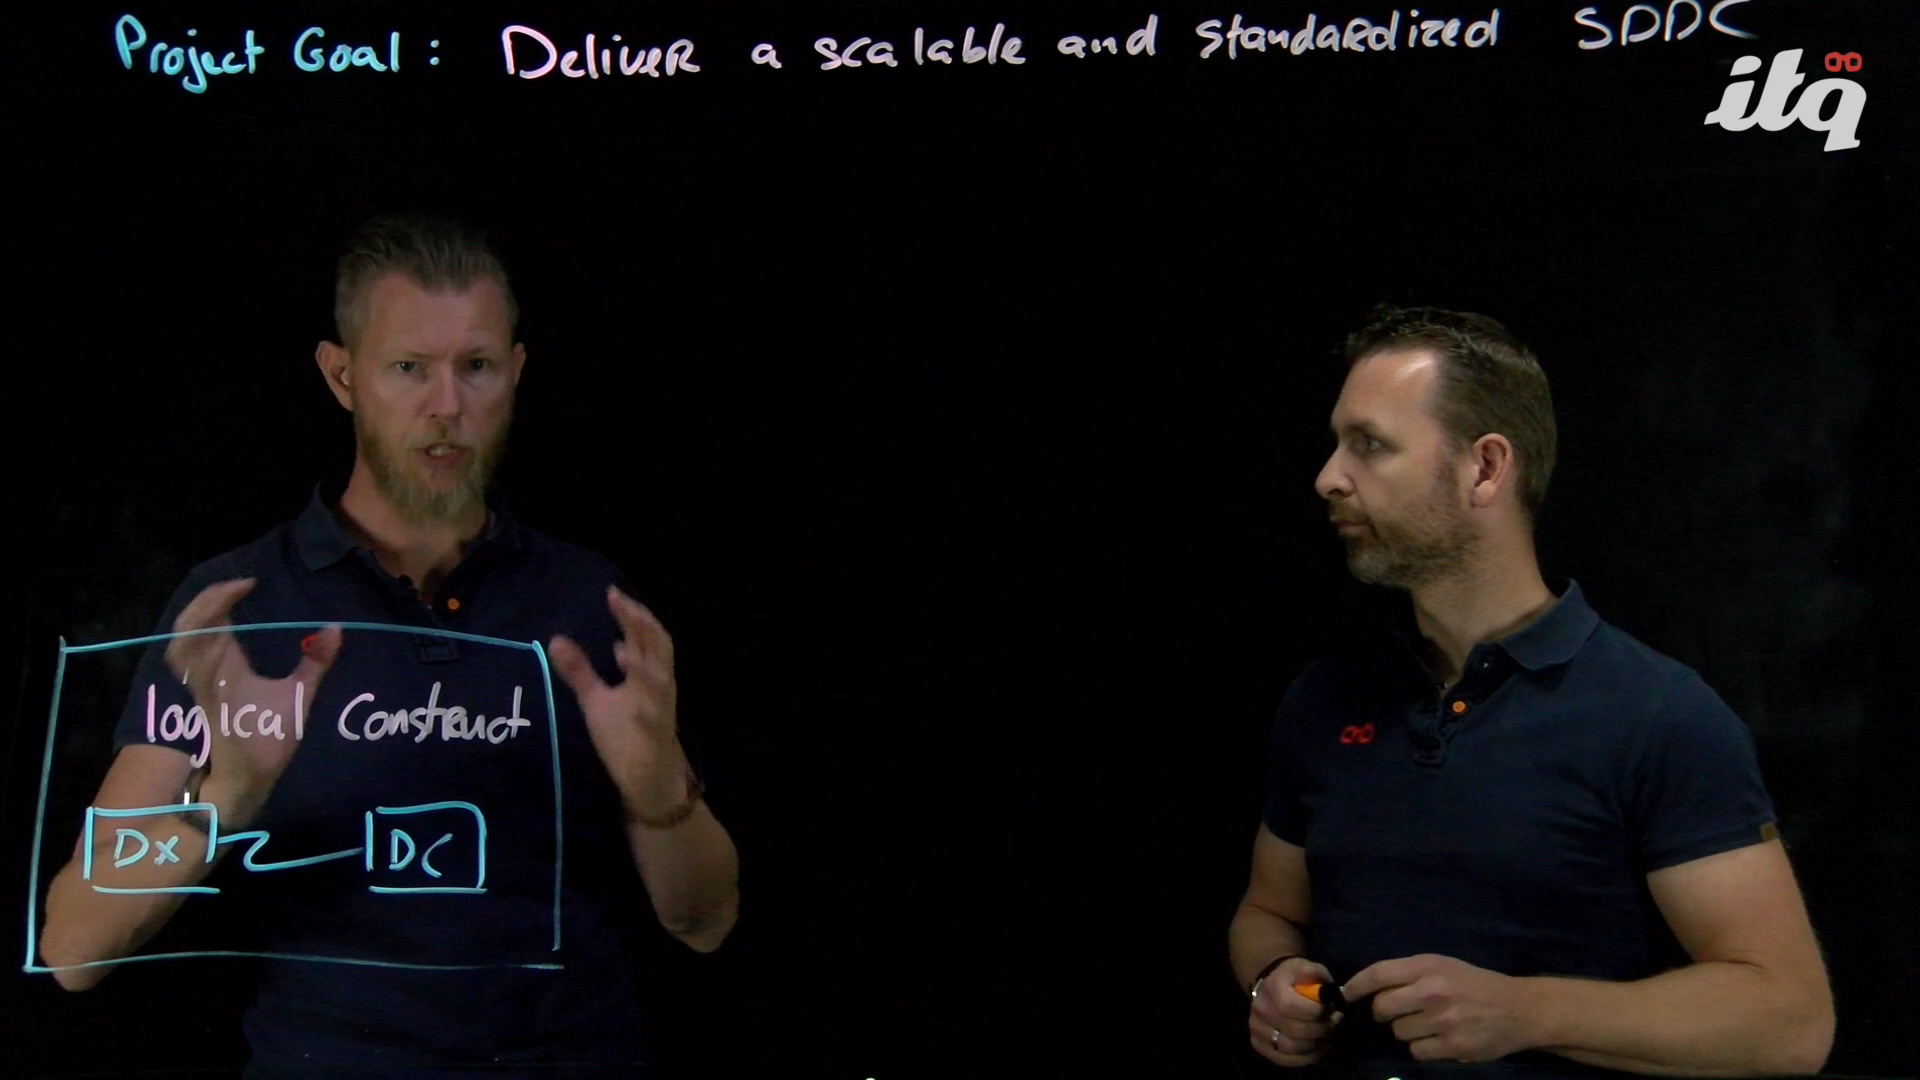 Project Goal: Deliver a scalable and standardized SDDC
itq
logical construct
Dx DC